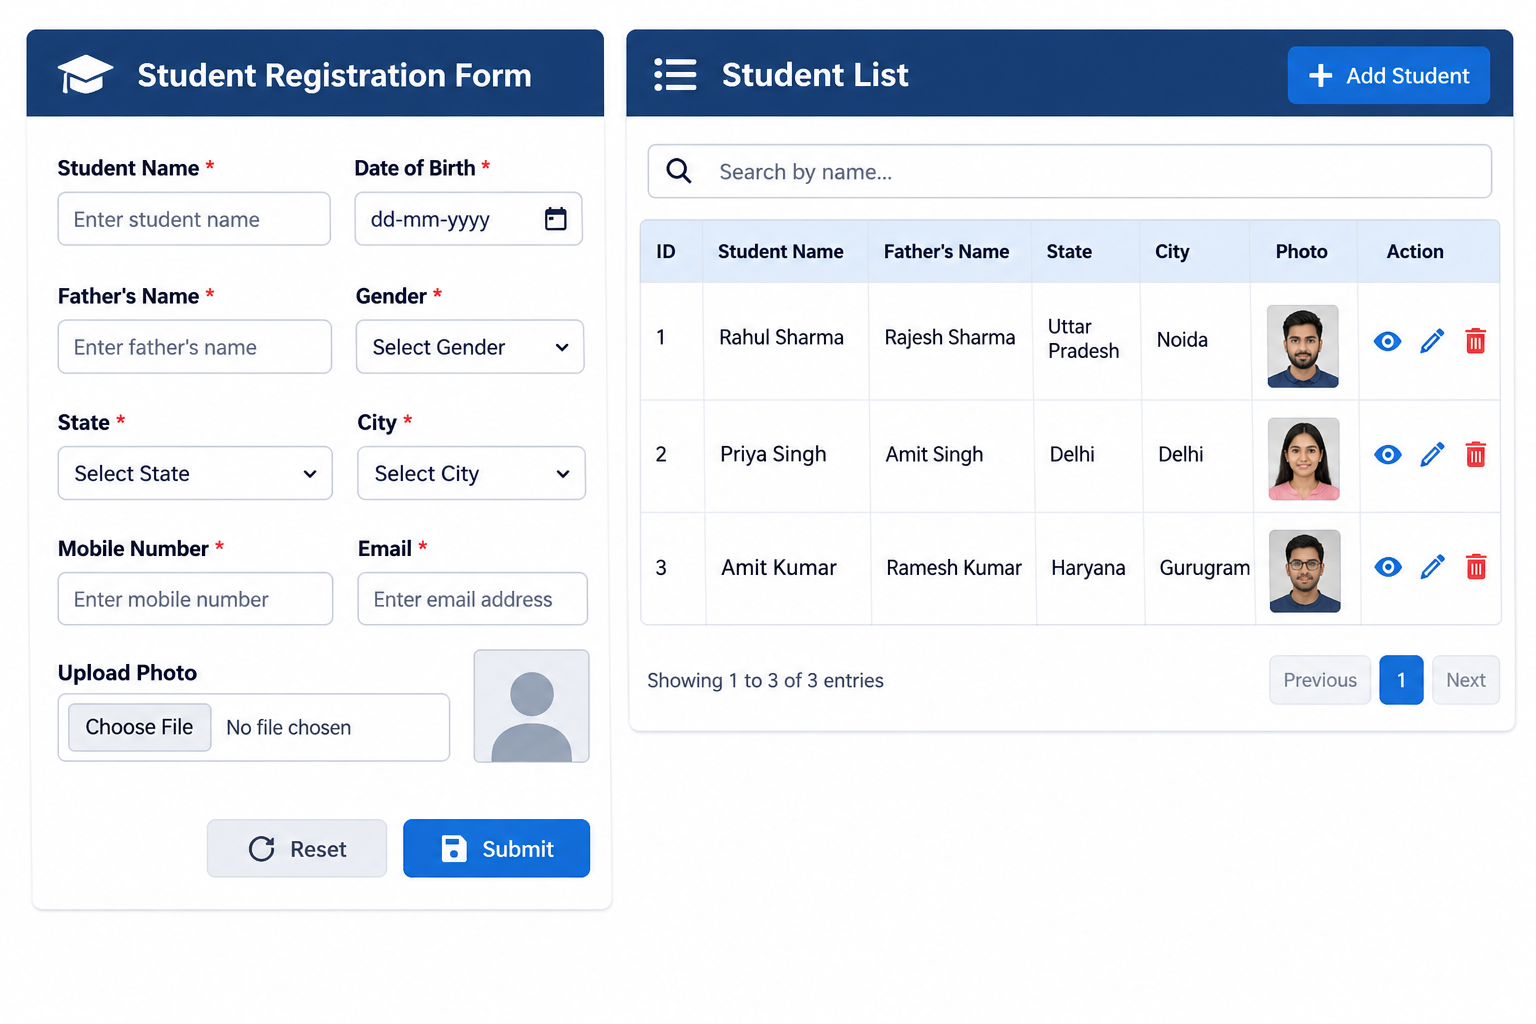 Student Registration Form
Student Name *
Date of Birth *
Enter student name
dd-mm-yyyy
Father's Name *
Gender *
Enter father's name
Select Gender
State *
City *
Select State
Select City
Mobile Number *
Email *
Enter mobile number
Enter email address
Upload Photo
Choose File
No file chosen
Reset
Submit
Student List
+ Add Student
Search by name...
ID Student Name Father's Name State City Photo Action
1 Rahul Sharma Rajesh Sharma Uttar Pradesh Noida
2 Priya Singh Amit Singh Delhi Delhi
3 Amit Kumar Ramesh Kumar Haryana Gurugram
Showing 1 to 3 of 3 entries
Previous 1 Next